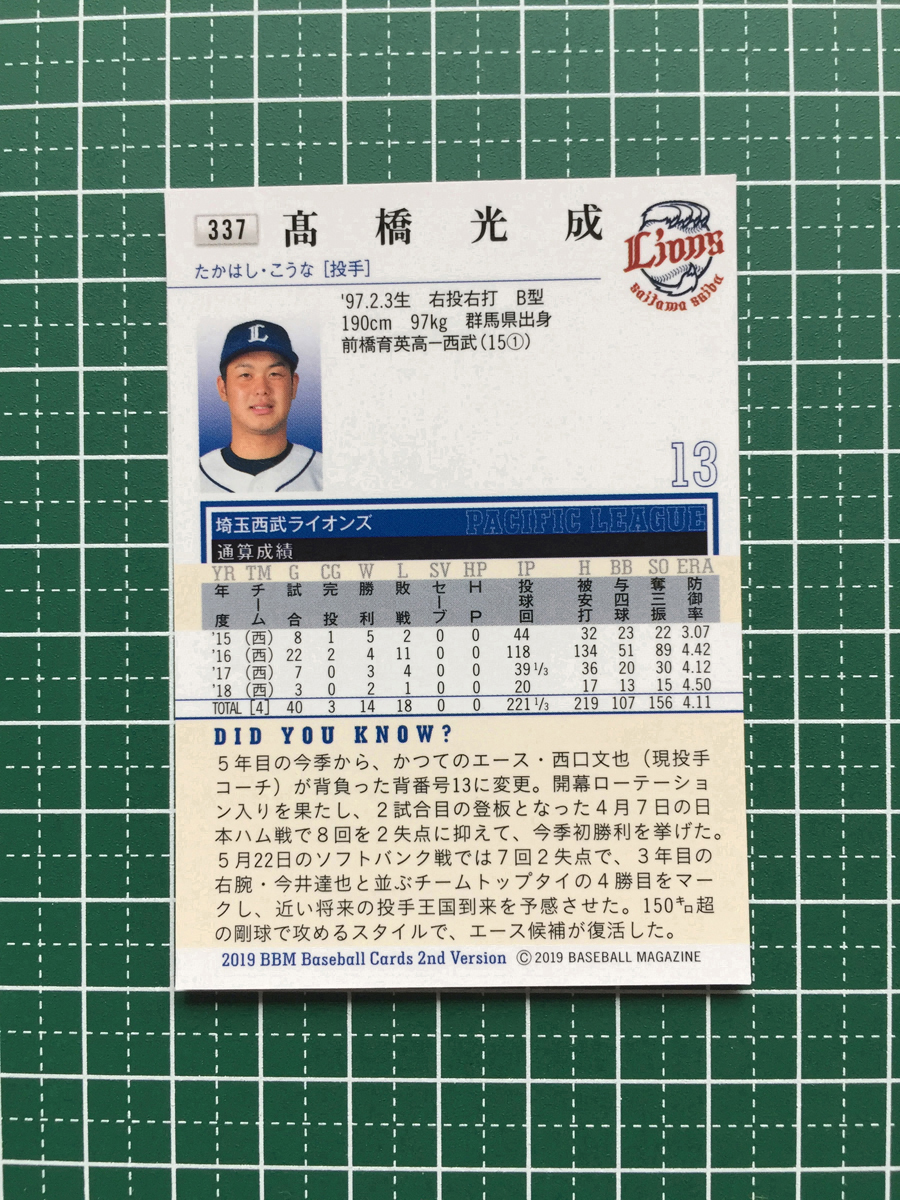 337 髙橋光成
Lions
saitama seibu
たかはし・こうな [投手]
'97.2.3生 右投右打 B型
190cm 97kg 群馬県出身
前橋育英高ー西武(15①)
L
13
埼玉西武ライオンズ PACIFIC LEAGUE
通算成績
YR TM G CG W L SV HP IP H BB SO ERA
年度 チーム 試合 完投 勝利 敗戦 セーブ HP 投球回 被安打 与四球 奪三振 防御率
'15 (西) 8 1 5 2 0 0 44 32 23 22 3.07
'16 (西) 22 2 4 11 0 0 118 134 51 89 4.42
'17 (西) 7 0 3 4 0 0 39 1/3 36 20 30 4.12
'18 (西) 3 0 2 1 0 0 20 17 13 15 4.50
TOTAL [4] 40 3 14 18 0 0 221 1/3 219 107 156 4.11
DID YOU KNOW?
5年目の今季から、かつてのエース・西口文也(現投手
コーチ)が背負った背番号13に変更。開幕ローテーショ
ン入りを果たし、2試合目の登板となった4月7日の日
本ハム戦で8回を2失点に抑えて、今季初勝利を挙げた。
5月22日のソフトバンク戦では7回2失点で、3年目の
右腕・今井達也と並ぶチームトップタイの4勝目をマー
クし、近い将来の投手王国到来を予感させた。150㌔超
の剛球で攻めるスタイルで、エース候補が復活した。
2019 BBM Baseball Cards 2nd Version ©2019 BASEBALL MAGAZINE